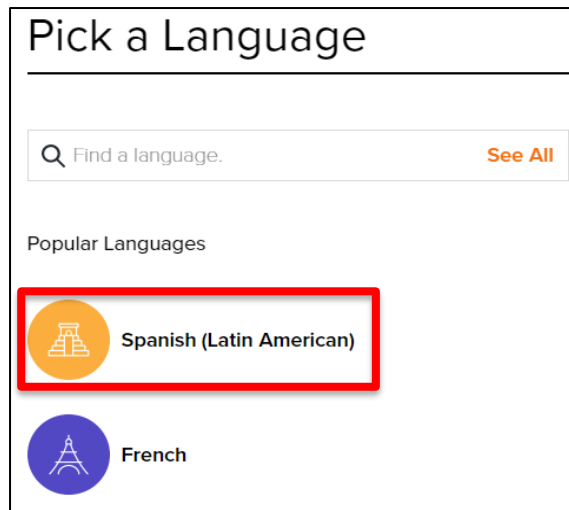 Pick a Language
Find a language. See All
Popular Languages
Spanish (Latin American)
French